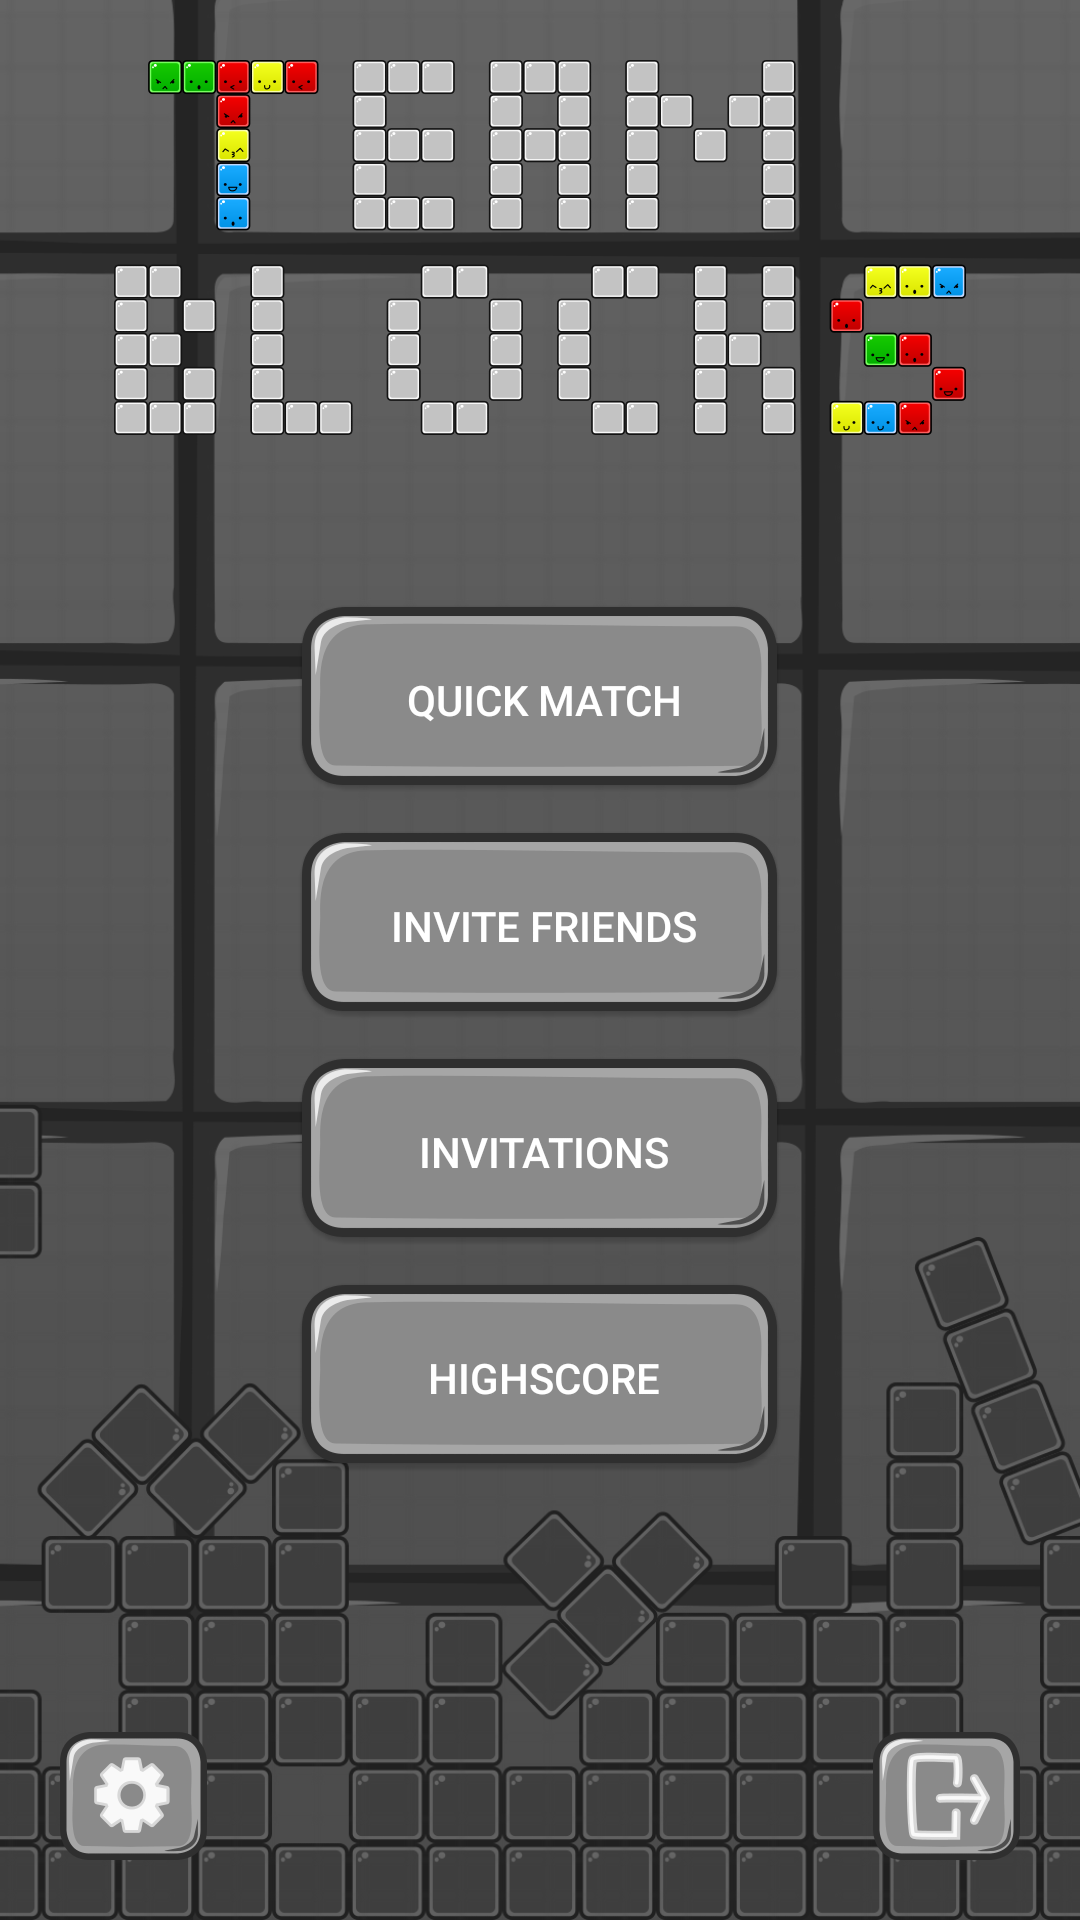 TEAM
BLOCKS
QUICK MATCH
INVITE FRIENDS
INVITATIONS
HIGHSCORE